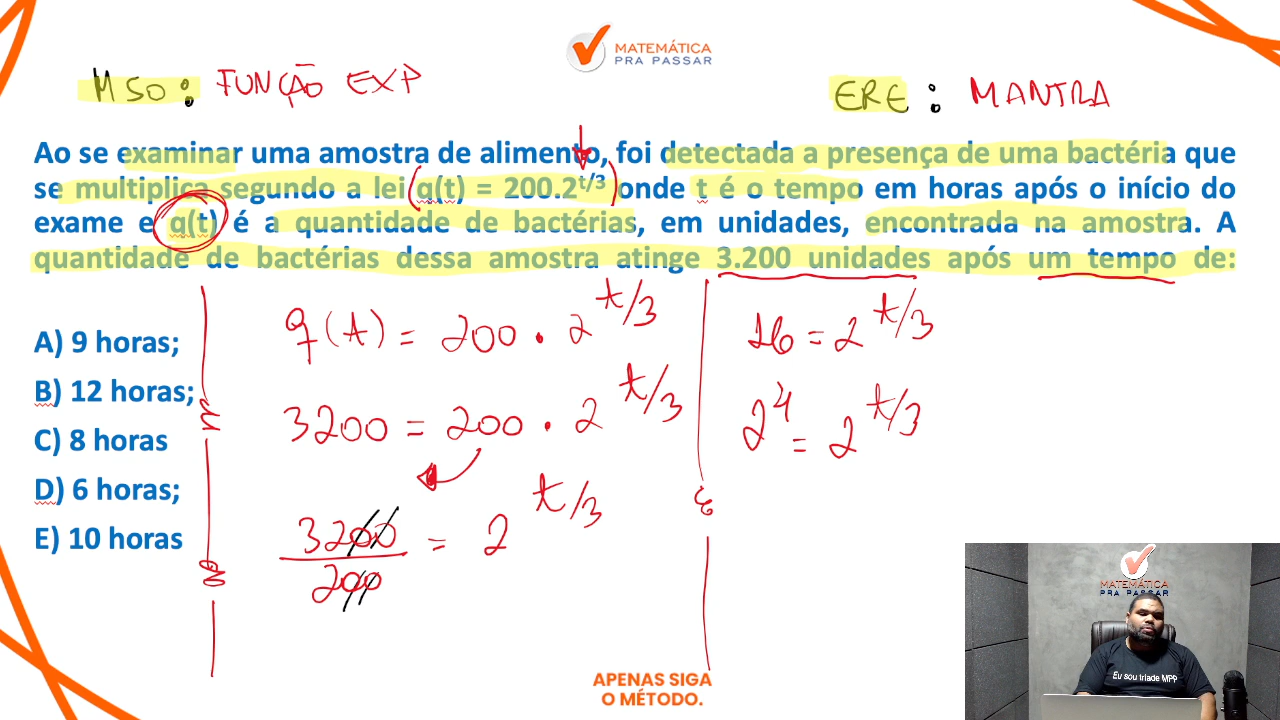 MATEMÁTICA
PRA PASSAR
MSO: FUNÇÃO EXP
ERE: MANTRA
Ao se examinar uma amostra de alimento, foi detectada a presença de uma bactéria que
se multiplica segundo a lei (q(t) = 200.2^t/3) onde t é o tempo em horas após o início do
exame e q(t) é a quantidade de bactérias, em unidades, encontrada na amostra. A
quantidade de bactérias dessa amostra atinge 3.200 unidades após um tempo de:
A) 9 horas;
B) 12 horas;
C) 8 horas
D) 6 horas;
E) 10 horas
q(t) = 200 · 2^t/3
3200 = 200 · 2^t/3
3200/200 = 2^t/3
16 = 2^t/3
2^4 = 2^t/3
MATEMÁTICA
PRA PASSAR
Eu sou tríade MPP
APENAS SIGA
O MÉTODO.